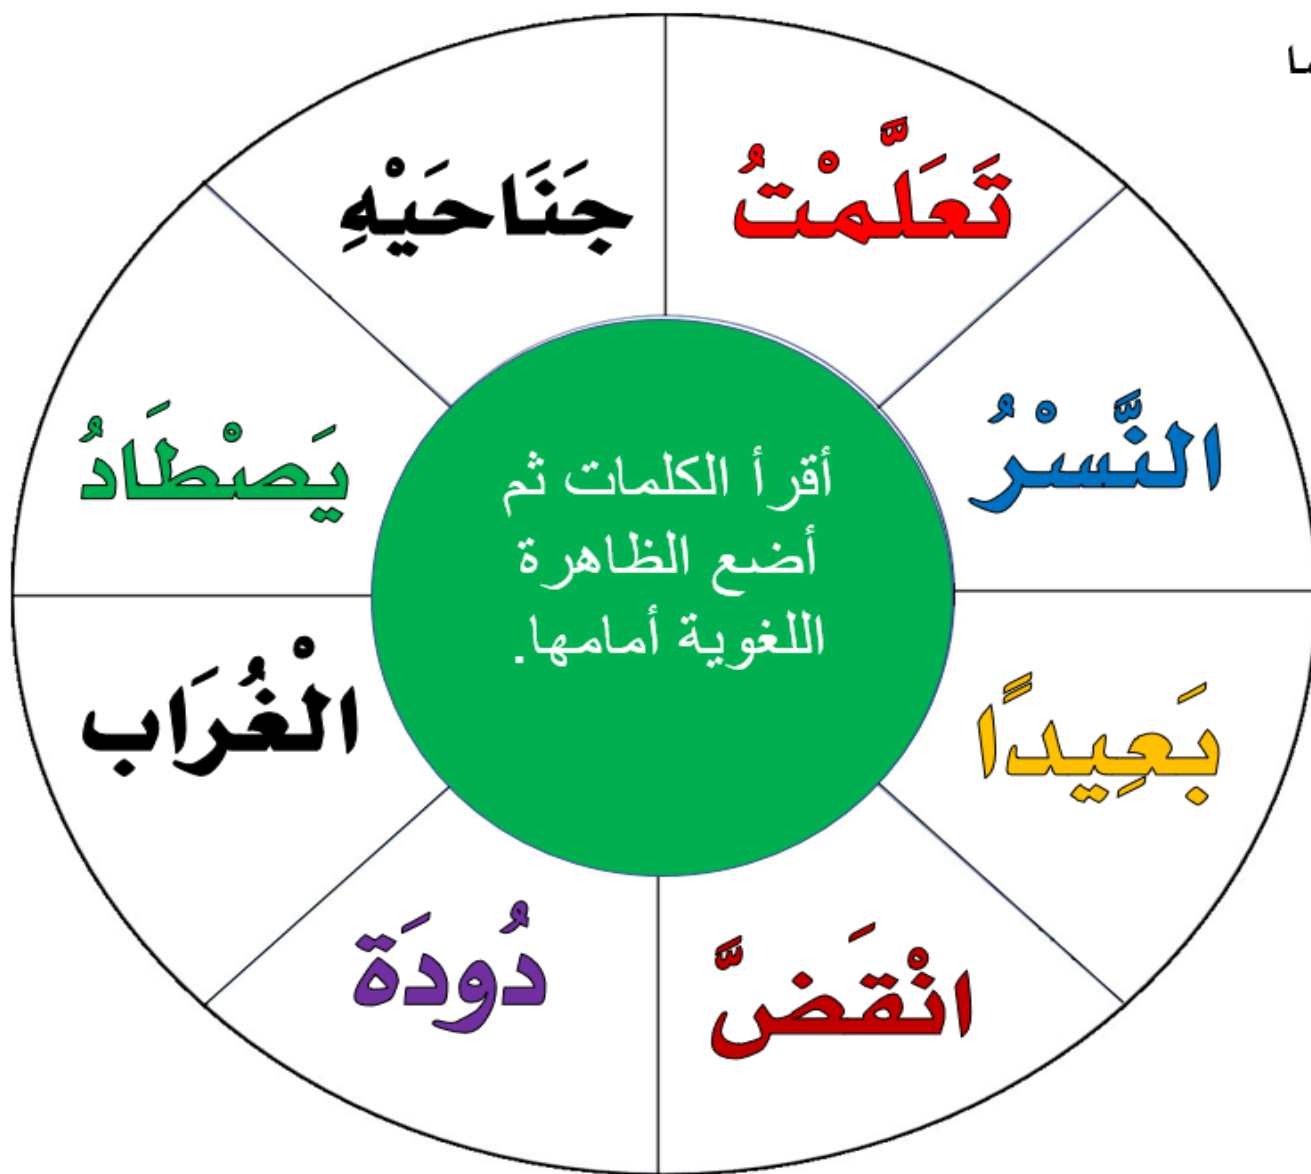 تَعَلَّمْتُ
جَنَاحَيْهِ
النَّسْرُ
يَصْطَادُ
أقرأ الكلمات ثم
أضع الظاهرة
اللغوية أمامها.
بَعِيدًا
الْغُرَاب
انْقَضَّ
دُودَة